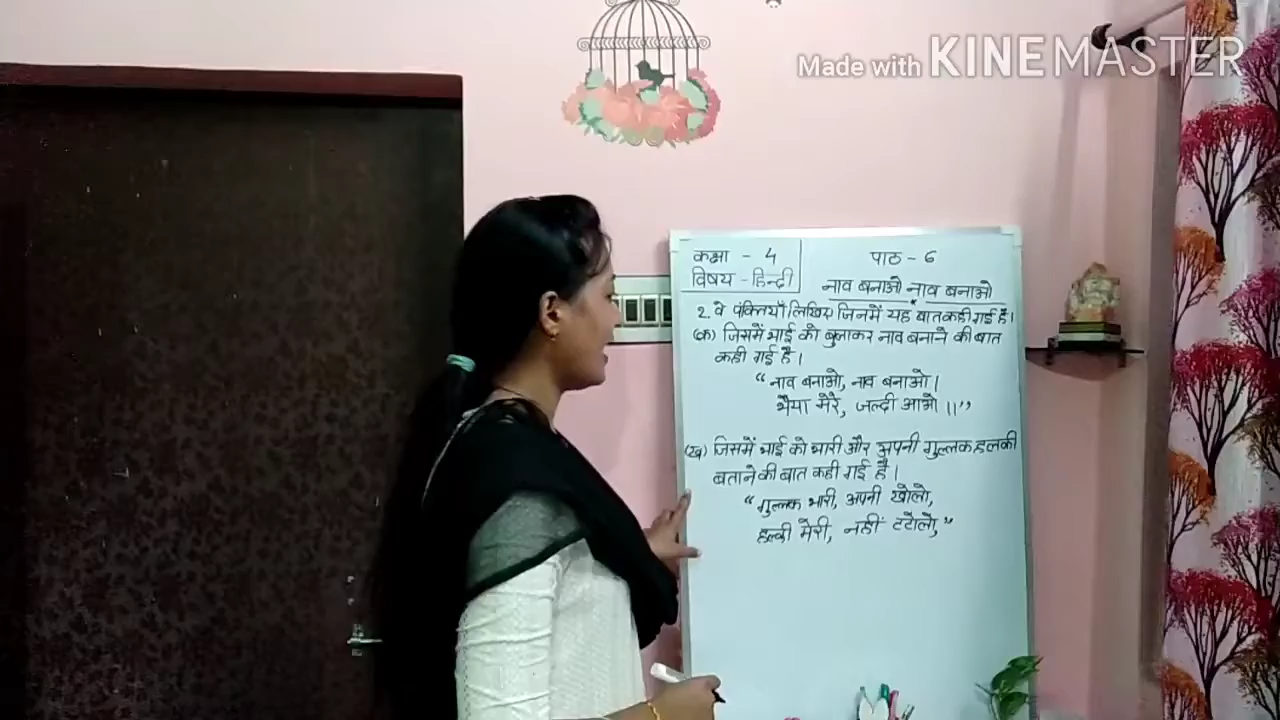 Made with KINEMASTER
कक्षा - 4
विषय - हिन्दी
पाठ - 6
नाव बनाओ नाव बनाओ
2. वे पंक्तियाँ लिखिए जिनमें यह बात कही गई है।
(क) जिसमें भाई को बुलाकर नाव बनाने की बात
कही गई है।
“नाव बनाओ, नाव बनाओ।
भैया मेरे, जल्दी आओ।।”
(ख) जिसमें भाई को भारी और अपनी गुल्लक हलकी
बताने की बात कही गई है।
“गुल्लक भारी, अपनी खोलो,
हल्की मेरी, नहीं टटोलो,”